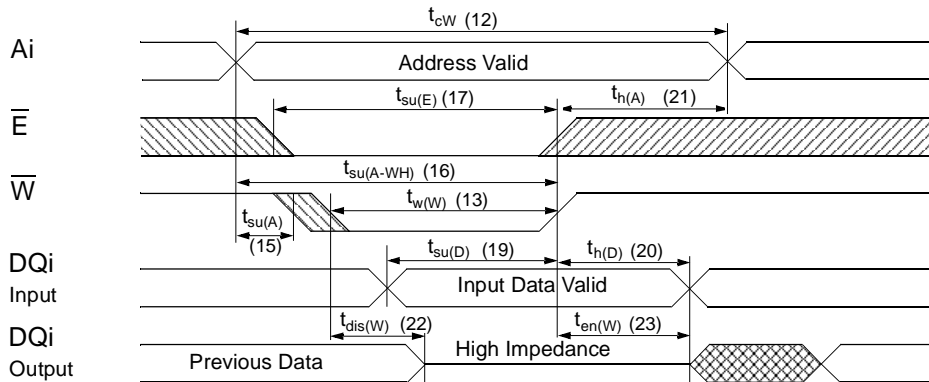 t_cW (12)
Ai
Address Valid
t_su(E) (17)
t_h(A) (21)
E̅
t_su(A-WH) (16)
W̅
t_w(W) (13)
t_su(A)
(15)
t_su(D) (19)
t_h(D) (20)
DQi
Input
Input Data Valid
t_dis(W) (22)
t_en(W) (23)
DQi
Output
Previous Data
High Impedance